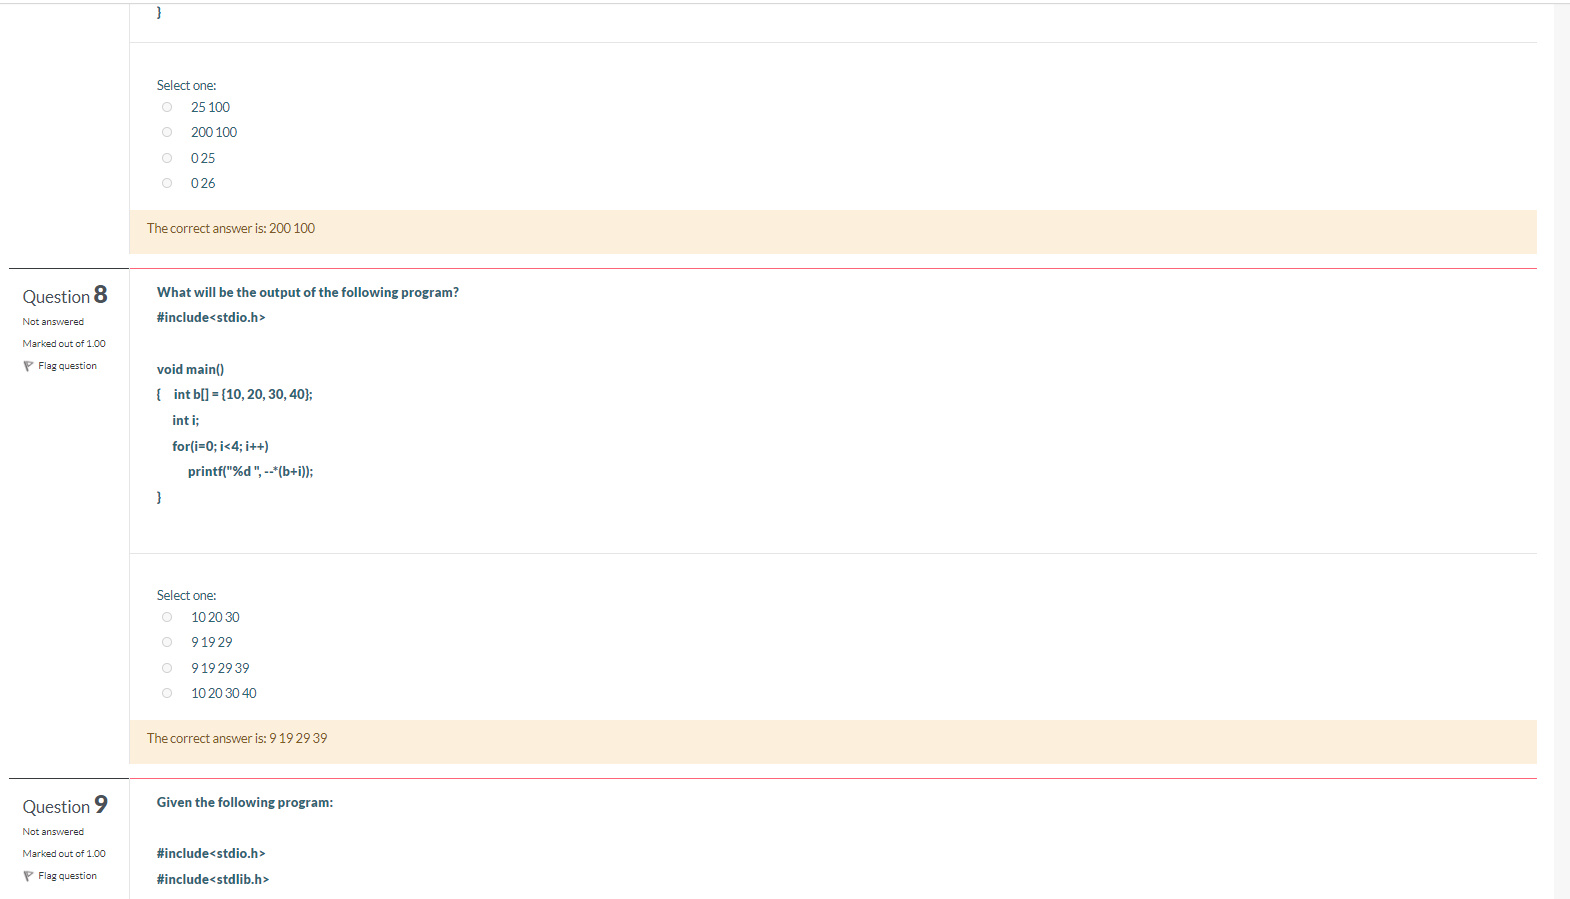 }
Select one:
25 100
200 100
0 25
0 26
The correct answer is: 200 100
Question 8
Not answered
Marked out of 1.00
Flag question
What will be the output of the following program?
#include<stdio.h>
void main()
{ int b[] = {10, 20, 30, 40};
int i;
for(i=0; i<4; i++)
printf("%d ", --*(b+i));
}
Select one:
10 20 30
9 19 29
9 19 29 39
10 20 30 40
The correct answer is: 9 19 29 39
Question 9
Not answered
Marked out of 1.00
Flag question
Given the following program:
#include<stdio.h>
#include<stdlib.h>